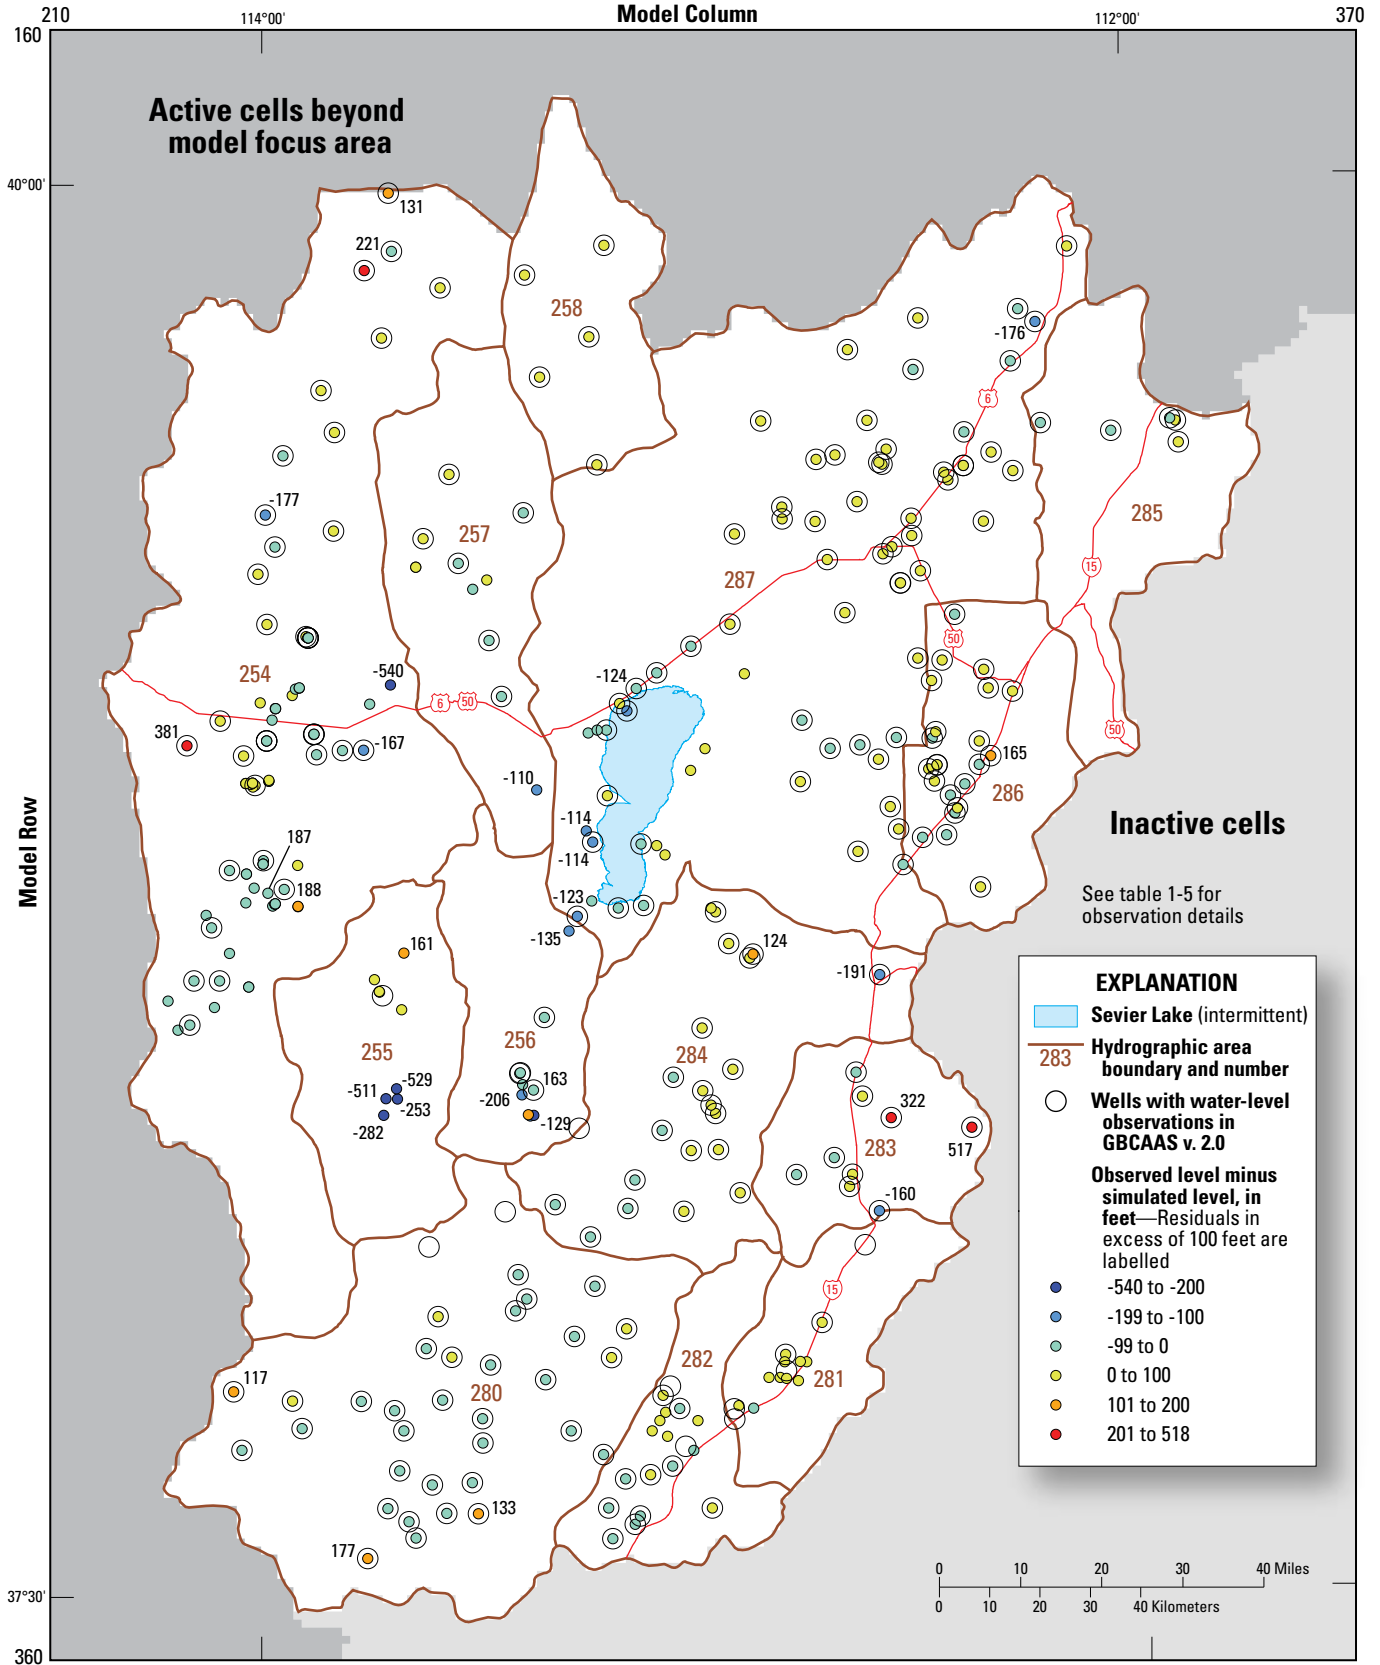 210
Model Column
370
114°00'
112°00'
160
Active cells beyond
model focus area
40°00'
131
221
258
-176
6
-177
257
285
15
287
50
254
-540
-124
6
50
50
381
-167
165
-110
286
-114
-114
Inactive cells
Model Row
187
188
See table 1-5 for
observation details
-123
-135
161
124
-191
EXPLANATION
Sevier Lake (intermittent)
283
Hydrographic area
boundary and number
Wells with water-level
observations in
GBCAAS v. 2.0
Observed level minus
simulated level, in
feet—Residuals in
excess of 100 feet are
labelled
-540 to -200
-199 to -100
-99 to 0
0 to 100
101 to 200
201 to 518
255
256
284
-529
-511
-253
-282
163
-206
-129
322
517
283
-160
15
282
281
117
280
133
177
0
10
20
30
40 Miles
0
10
20
30
40 Kilometers
37°30'
360